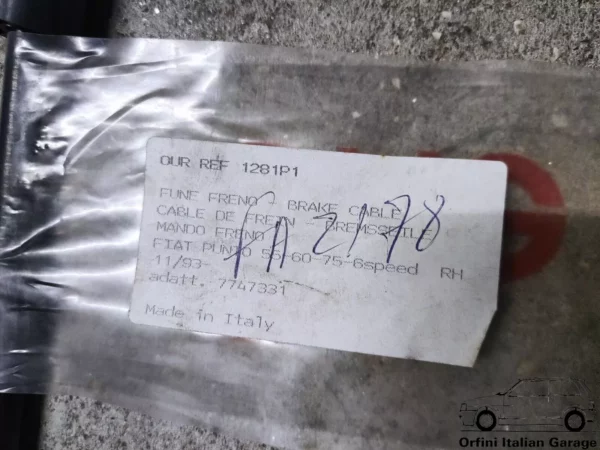 OUR REF 1281P1
FUNE FRENO - BRAKE CABLE
CABLE DE FREIN - BREMSSEILE
MANDO FRENO
FIAT PUNTO 55-60-75-6speed RH
11/93-
adatt. 7747331
Made in Italy
FA 2178
Orfini Italian Garage